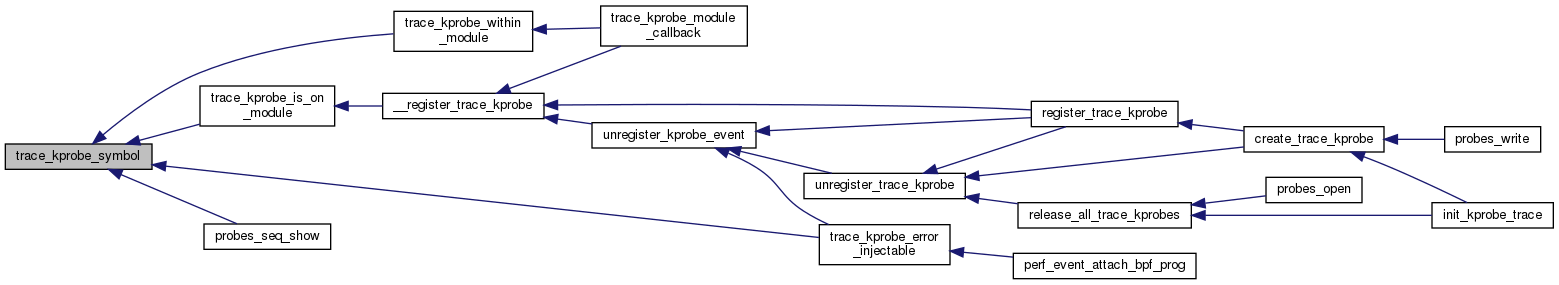 trace_kprobe_within
_module
trace_kprobe_module
_callback
trace_kprobe_is_on
_module
__register_trace_kprobe
register_trace_kprobe
unregister_kprobe_event
create_trace_kprobe
probes_write
trace_kprobe_symbol
unregister_trace_kprobe
probes_open
release_all_trace_kprobes
init_kprobe_trace
probes_seq_show
trace_kprobe_error
_injectable
perf_event_attach_bpf_prog